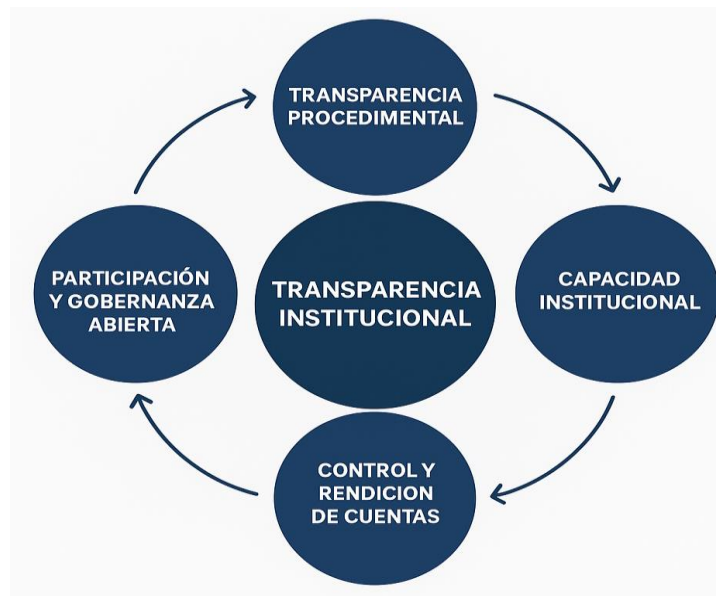 TRANSPARENCIA
PROCEDIMENTAL
PARTICIPACIÓN
Y GOBERNANZA
ABIERTA
TRANSPARENCIA
INSTITUCIONAL
CAPACIDAD
INSTITUCIONAL
CONTROL Y
RENDICION
DE CUENTAS